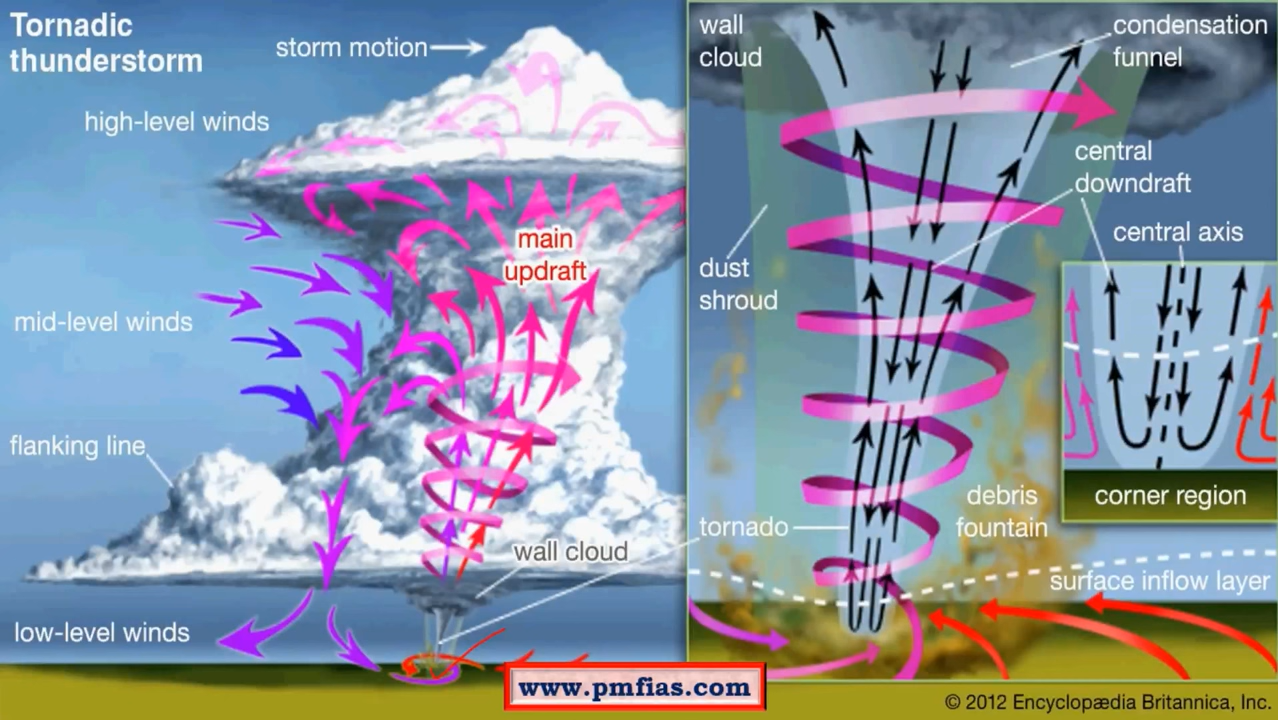 Tornadic
thunderstorm
storm motion
high-level winds
main
updraft
mid-level winds
flanking line
wall cloud
low-level winds
wall
cloud
condensation
funnel
central
downdraft
central axis
dust
shroud
corner region
debris
fountain
tornado
surface inflow layer
www.pmfias.com
© 2012 Encyclopædia Britannica, Inc.